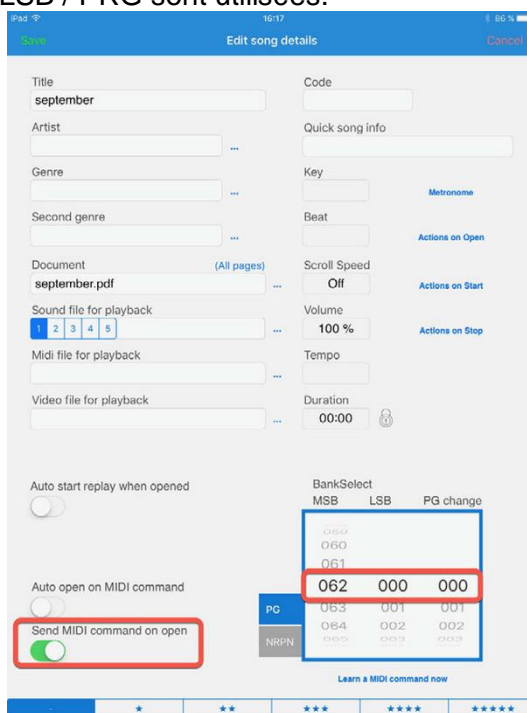 LSB / PRG sont utilisées.
iPad 16:17 86 %
Save Edit song details Cancel
Title Code
september
Artist Quick song info
...
Genre Key
... Metronome
Second genre Beat
... Actions on Open
Document (All pages) Scroll Speed
september.pdf ... Off Actions on Start
Sound file for playback Volume
1 2 3 4 5 ... 100 % Actions on Stop
Midi file for playback Tempo
...
Video file for playback Duration
... 00:00
Auto start replay when opened BankSelect
MSB LSB PG change
060
060
061
Auto open on MIDI command 062 000 000
PG 063 001 001
Send MIDI command on open 064 002 002
NRPN 065 003 003
Learn a MIDI command now
- ★ ★★ ★★★ ★★★★ ★★★★★